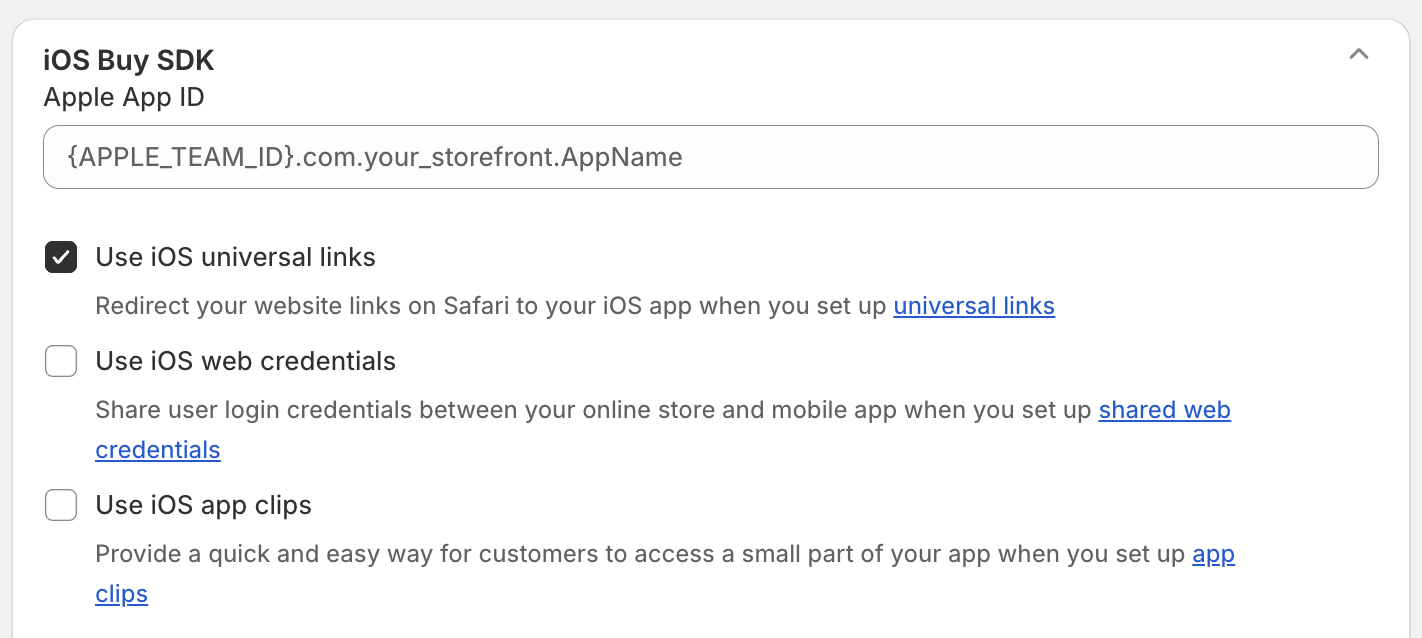 iOS Buy SDK
Apple App ID
{APPLE_TEAM_ID}.com.your_storefront.AppName
Use iOS universal links
Redirect your website links on Safari to your iOS app when you set up universal links
Use iOS web credentials
Share user login credentials between your online store and mobile app when you set up shared web
credentials
Use iOS app clips
Provide a quick and easy way for customers to access a small part of your app when you set up app
clips